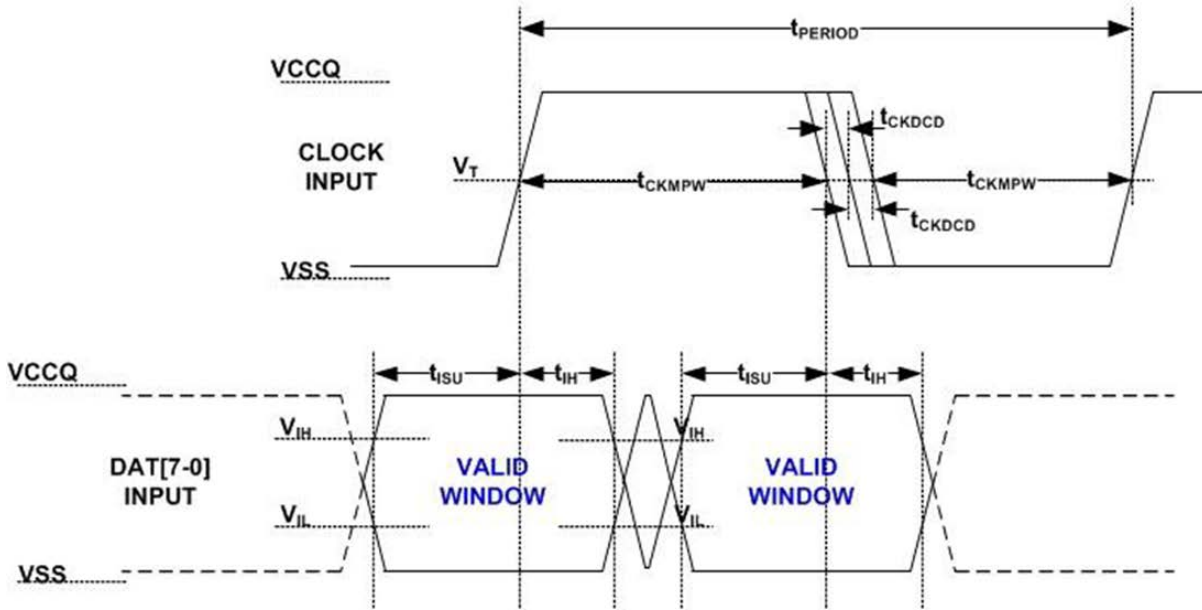 tPERIOD
VCCQ
tCKDCD
CLOCK
INPUT
VT
tCKMPW
tCKMPW
tCKDCD
VSS
VCCQ
tISU
tIH
tISU
tIH
VIH
VIH
DAT[7-0]
INPUT
VALID
WINDOW
VALID
WINDOW
VIL
VIL
VSS